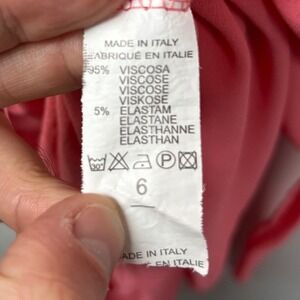 MADE IN ITALY
FABRIQUÉ EN ITALIE
95% VISCOSA
VISCOSE
VISCOSE
VISKOSE
5% ELASTAM
ELASTANE
ELASTHANNE
ELASTHAN
P
6
MADE IN ITALY
EN ITALIE